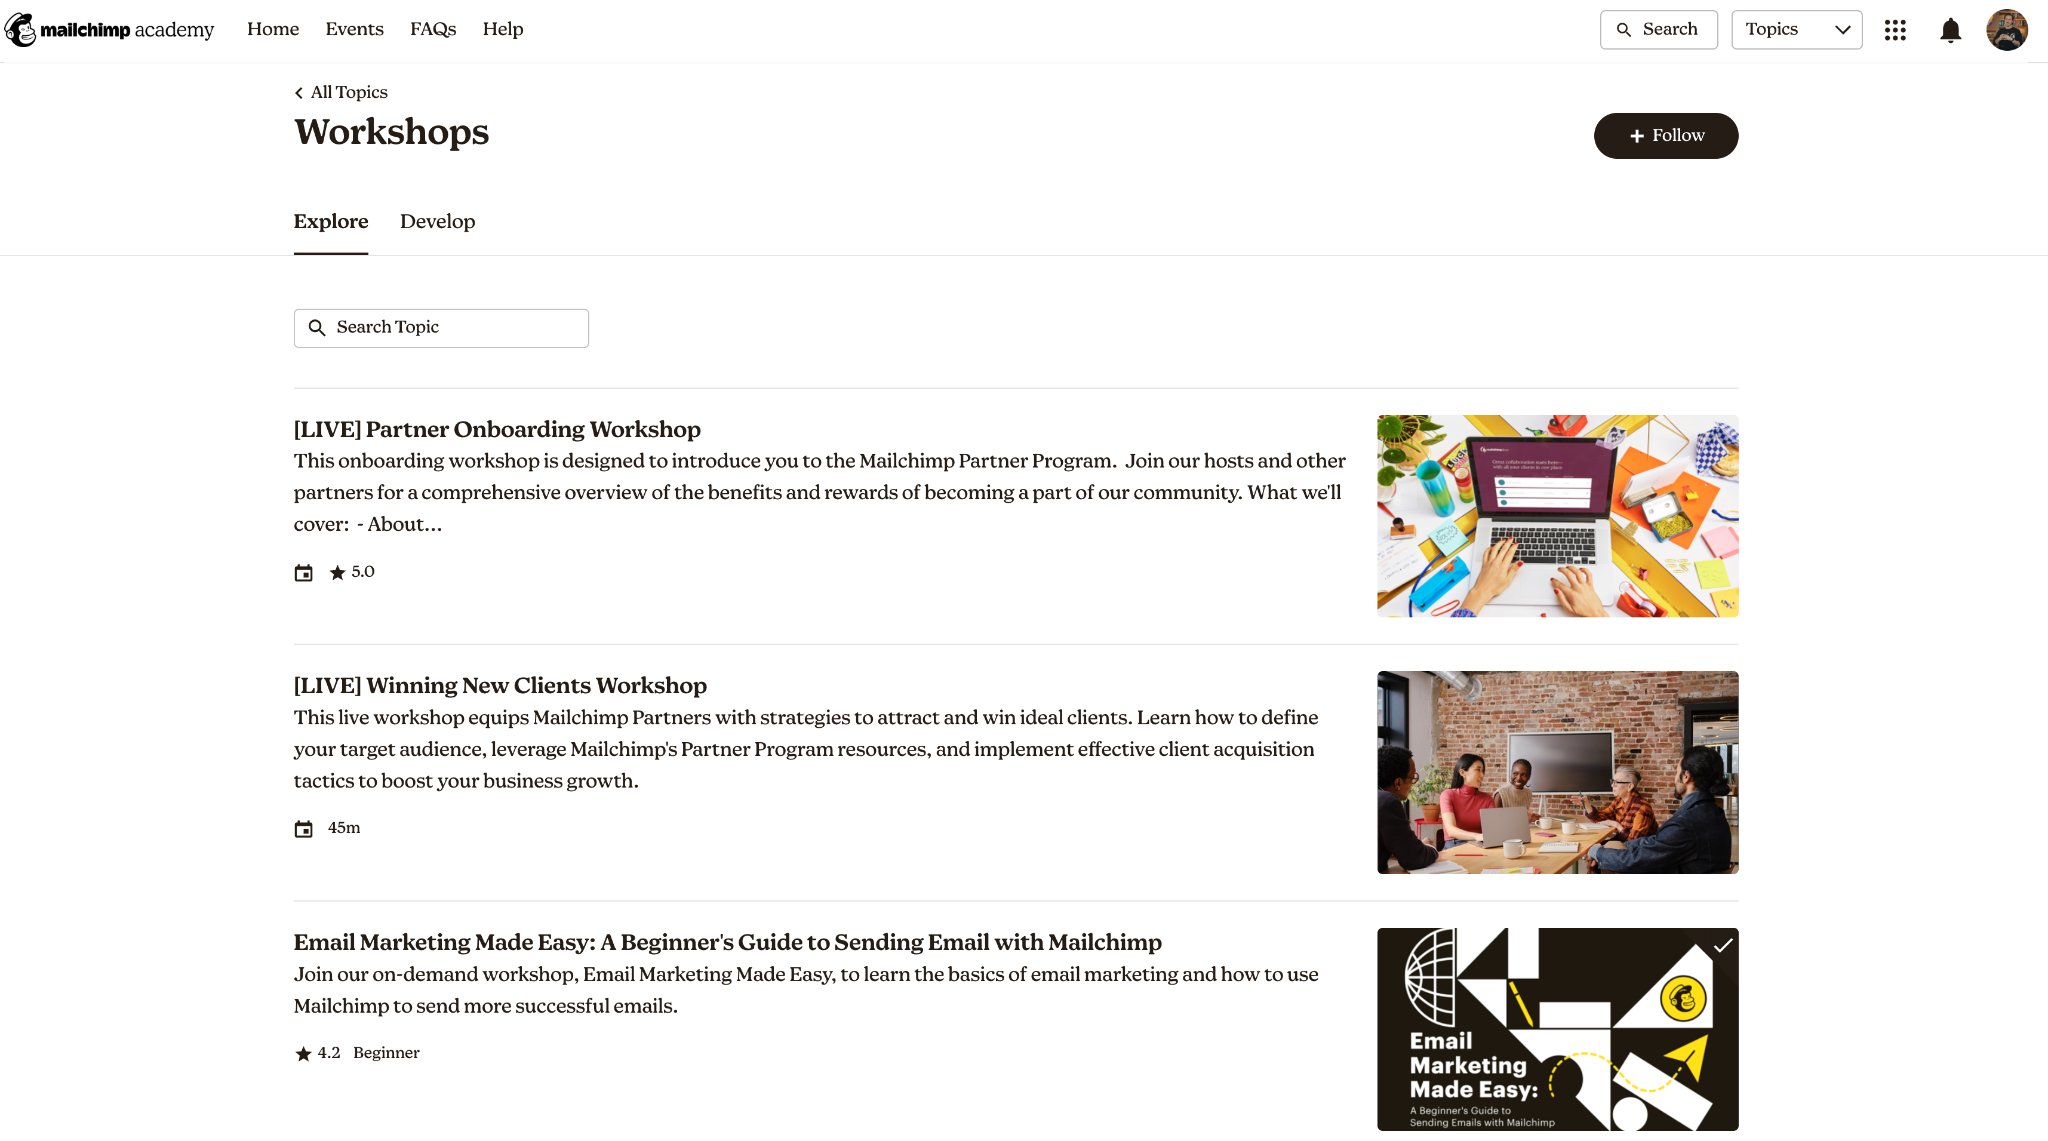 mailchimp academy
Home
Events
FAQs
Help
Search
Topics
All Topics
Workshops
Follow
Explore
Develop
Search Topic
[LIVE] Partner Onboarding Workshop
This onboarding workshop is designed to introduce you to the Mailchimp Partner Program.  Join our hosts and other
partners for a comprehensive overview of the benefits and rewards of becoming a part of our community. What we'll
cover:  - About...
5.0
[LIVE] Winning New Clients Workshop
This live workshop equips Mailchimp Partners with strategies to attract and win ideal clients. Learn how to define
your target audience, leverage Mailchimp's Partner Program resources, and implement effective client acquisition
tactics to boost your business growth.
45m
Email Marketing Made Easy: A Beginner's Guide to Sending Email with Mailchimp
Join our on-demand workshop, Email Marketing Made Easy, to learn the basics of email marketing and how to use
Mailchimp to send more successful emails.
4.2
Beginner
Email
Marketing
Made Easy:
A Beginner's Guide to
Sending Emails with Mailchimp